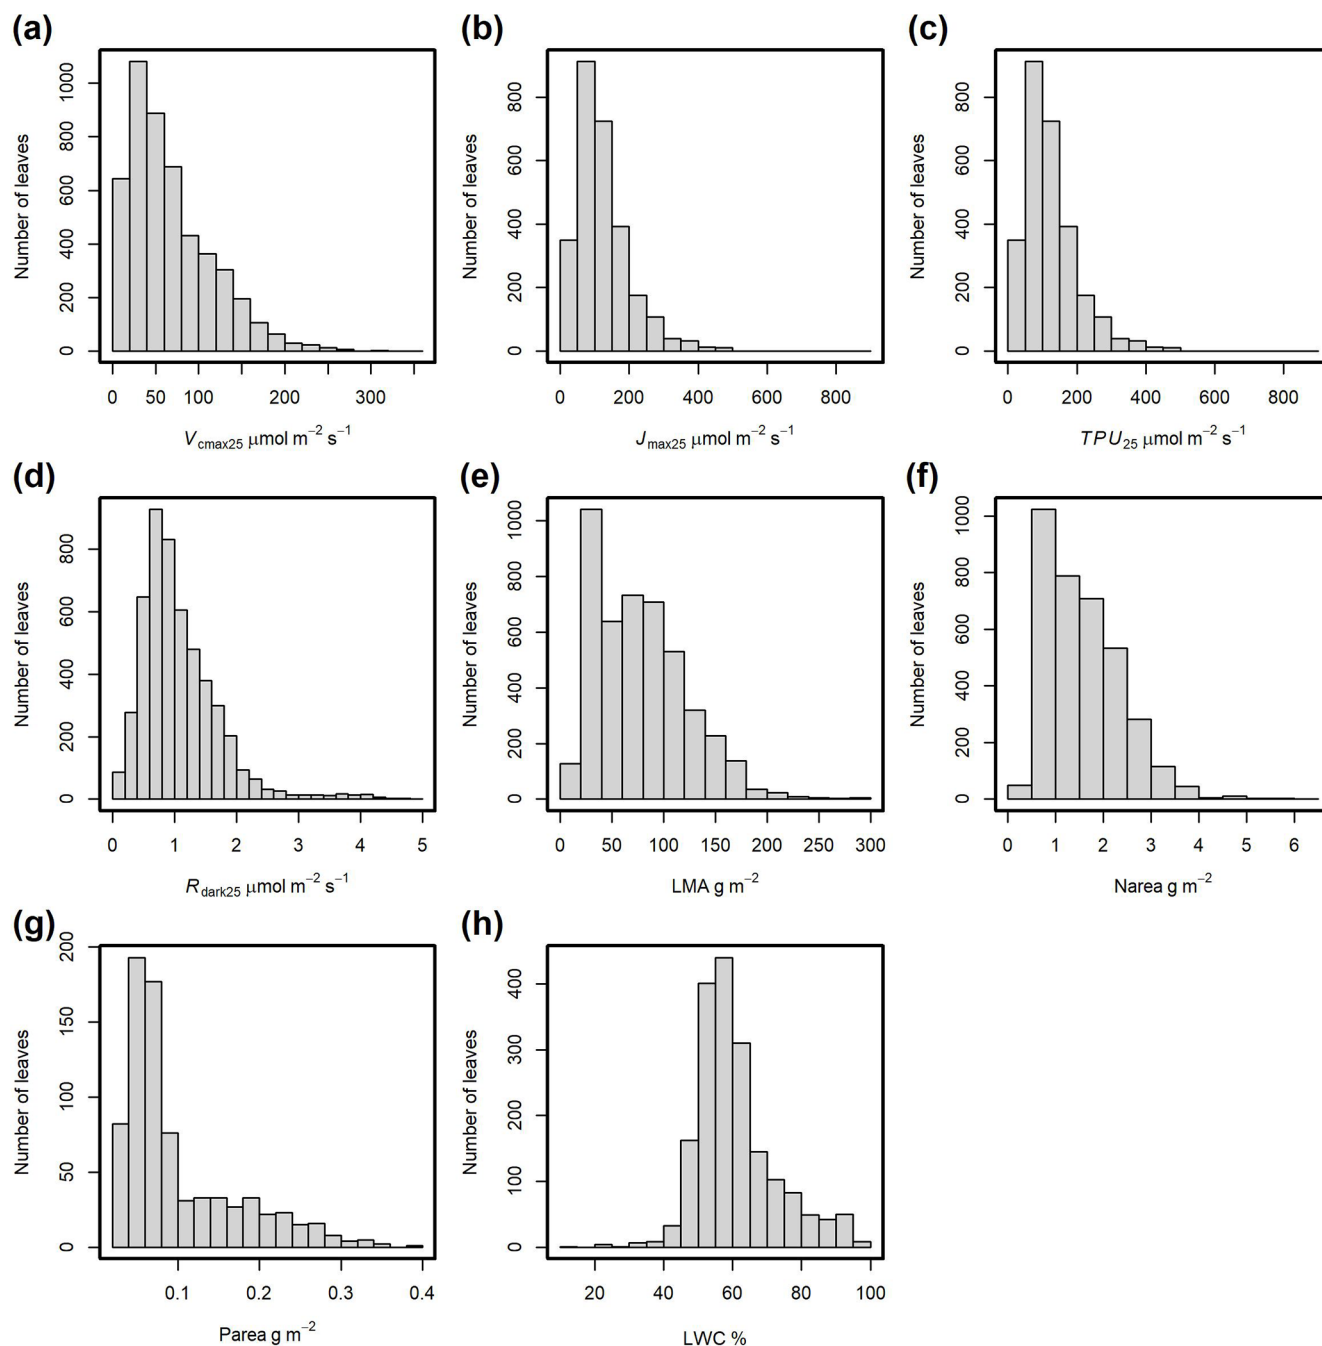 (a)
Number of leaves
0 200 400 600 800 1000
0 50 100 200 300
V cmax25 μmol m−2 s−1
(b)
Number of leaves
0 200 400 600 800
0 200 400 600 800
J max25 μmol m−2 s−1
(c)
Number of leaves
0 200 400 600 800
0 200 400 600 800
TPU 25 μmol m−2 s−1
(d)
Number of leaves
0 200 400 600 800
0 1 2 3 4 5
R dark25 μmol m−2 s−1
(e)
Number of leaves
0 200 400 600 800 1000
0 50 100 150 200 250 300
LMA g m−2
(f)
Number of leaves
0 200 400 600 800 1000
0 1 2 3 4 5 6
Narea g m−2
(g)
Number of leaves
0 50 100 150 200
0.1 0.2 0.3 0.4
Parea g m−2
(h)
Number of leaves
0 100 200 300 400
20 40 60 80 100
LWC %